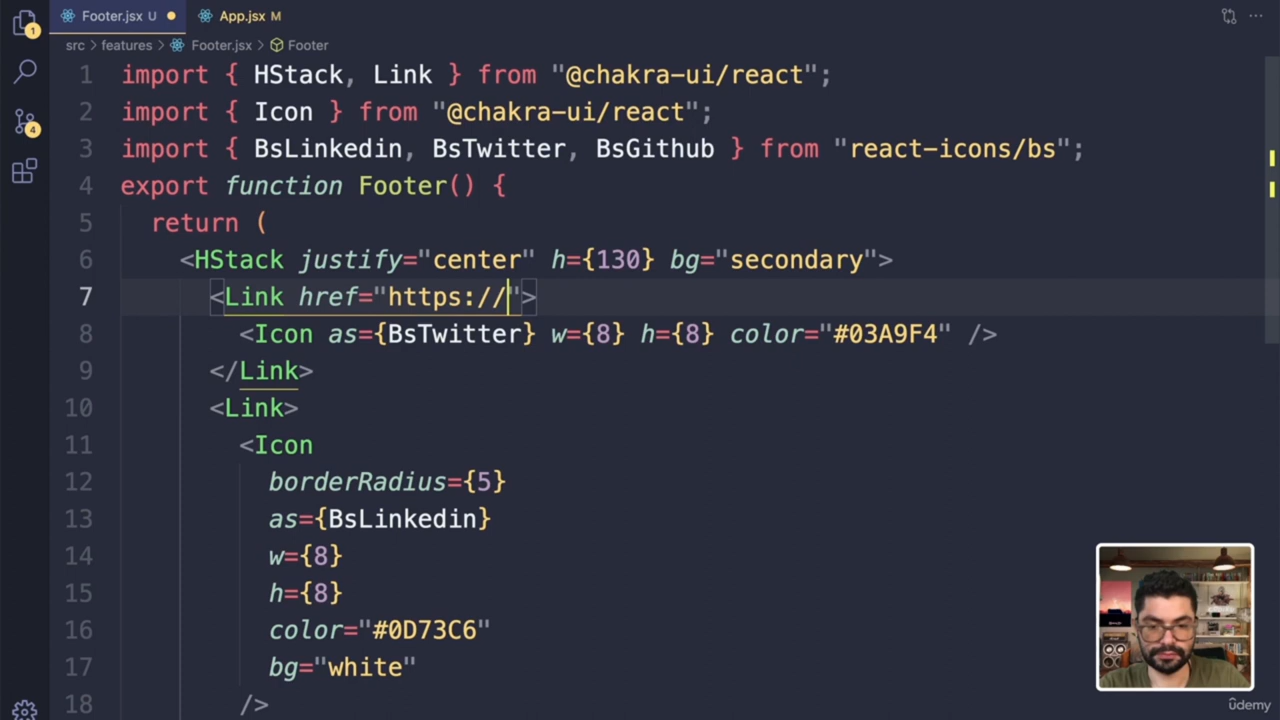 Footer.jsx U
App.jsx M
1
src > features > Footer.jsx > Footer
1 import { HStack, Link } from "@chakra-ui/react";
2 import { Icon } from "@chakra-ui/react";
3 import { BsLinkedin, BsTwitter, BsGithub } from "react-icons/bs";
4
4 export function Footer() {
5 return (
6 <HStack justify="center" h={130} bg="secondary">
7 <Link href="https://">
8 <Icon as={BsTwitter} w={8} h={8} color="#03A9F4" />
9 </Link>
10 <Link>
11 <Icon
12 borderRadius={5}
13 as={BsLinkedin}
14 w={8}
15 h={8}
16 color="#0D73C6"
17 bg="white"
18 />
ûdemy